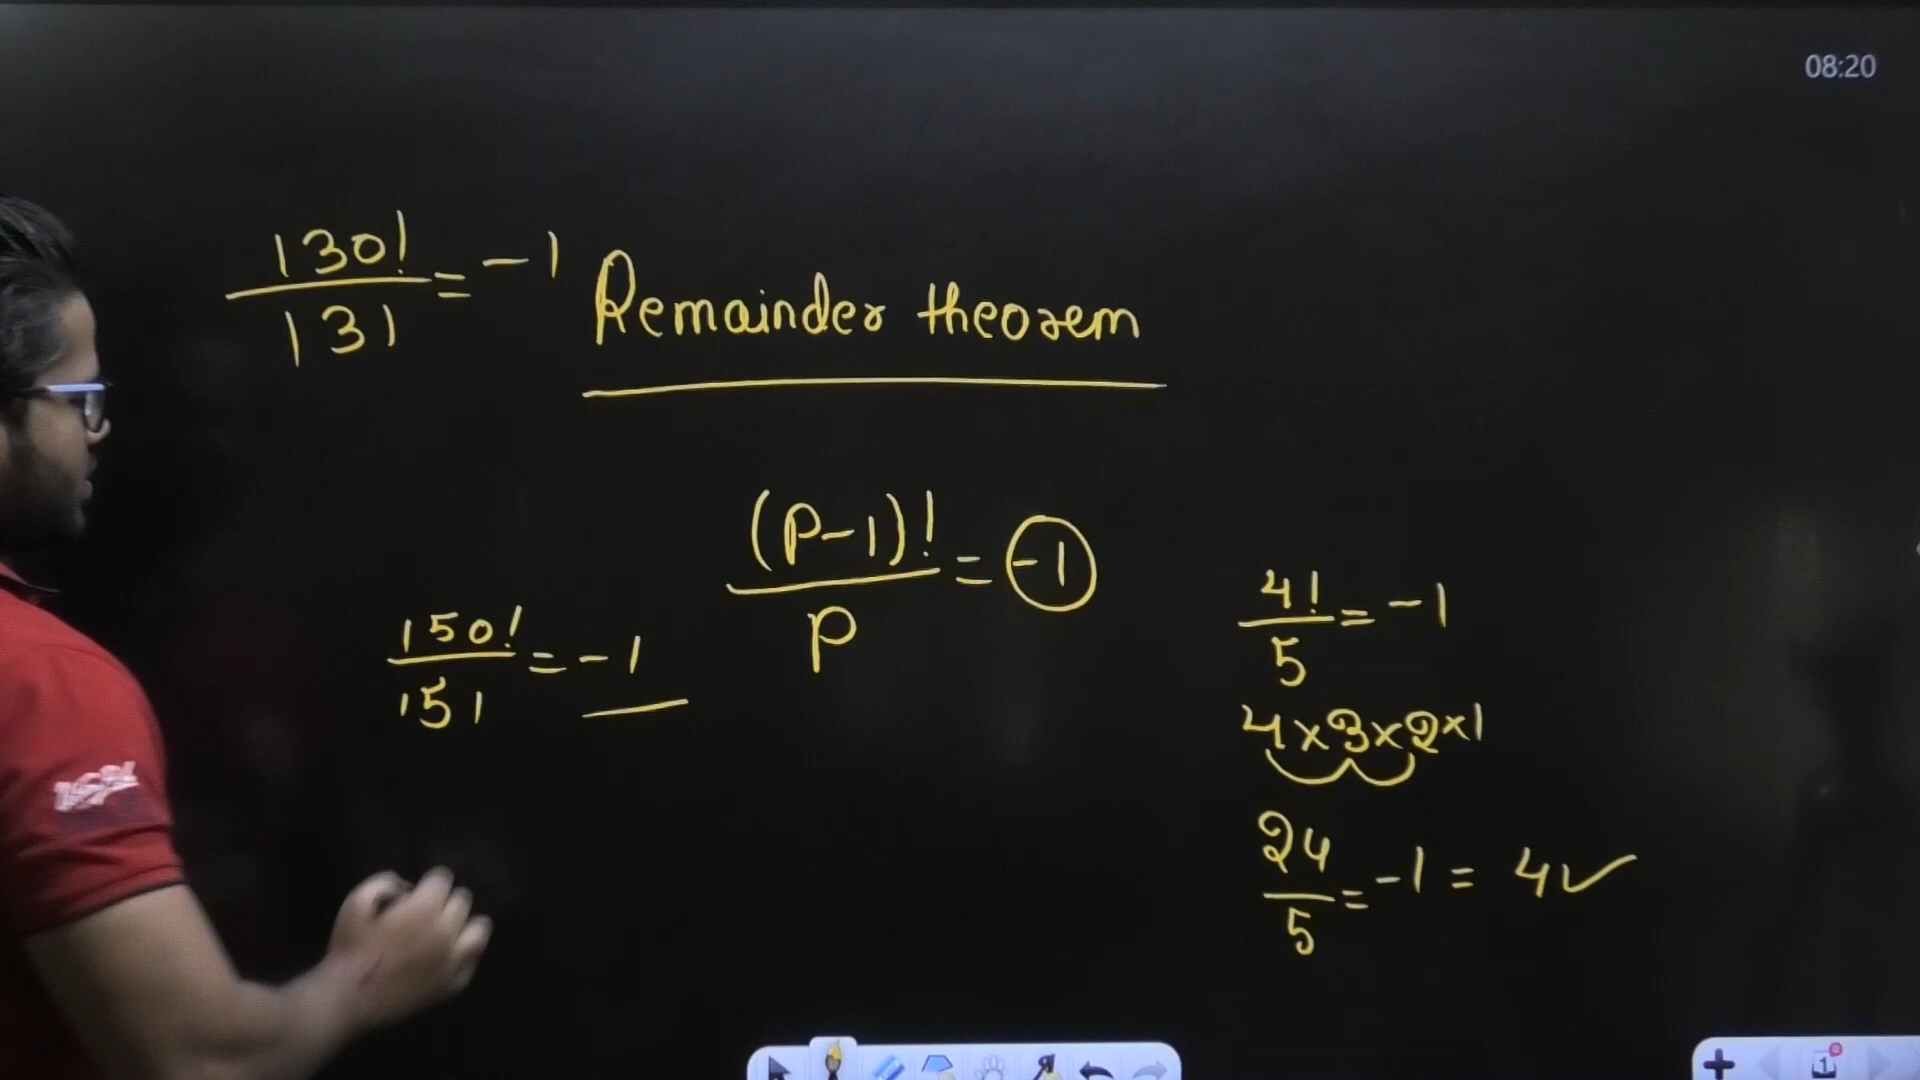 08:20
130!/131 = -1
Remainder theorem
(P-1)!/P = -1
150!/151 = -1
4!/5 = -1
4×3×2×1
24/5 = -1 = 4✓
1